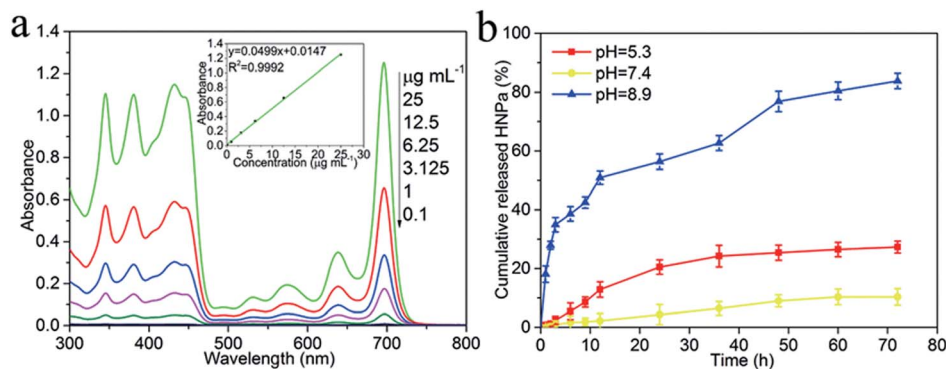 a
y=0.0499x+0.0147
R²=0.9992
Absorbance
1.4
1.2
1.0
0.8
0.6
0.4
0.2
0.0
0 5 10 15 20 25 30
Concentration (μg mL⁻¹)
μg mL⁻¹
25
12.5
6.25
3.125
1
0.1
Absorbance
1.4
1.2
1.0
0.8
0.6
0.4
0.2
0.0
300 400 500 600 700 800
Wavelength (nm)
b
pH=5.3
pH=7.4
pH=8.9
Cumulative released HNPa (%)
100
80
60
40
20
0
0 10 20 30 40 50 60 70 80
Time (h)